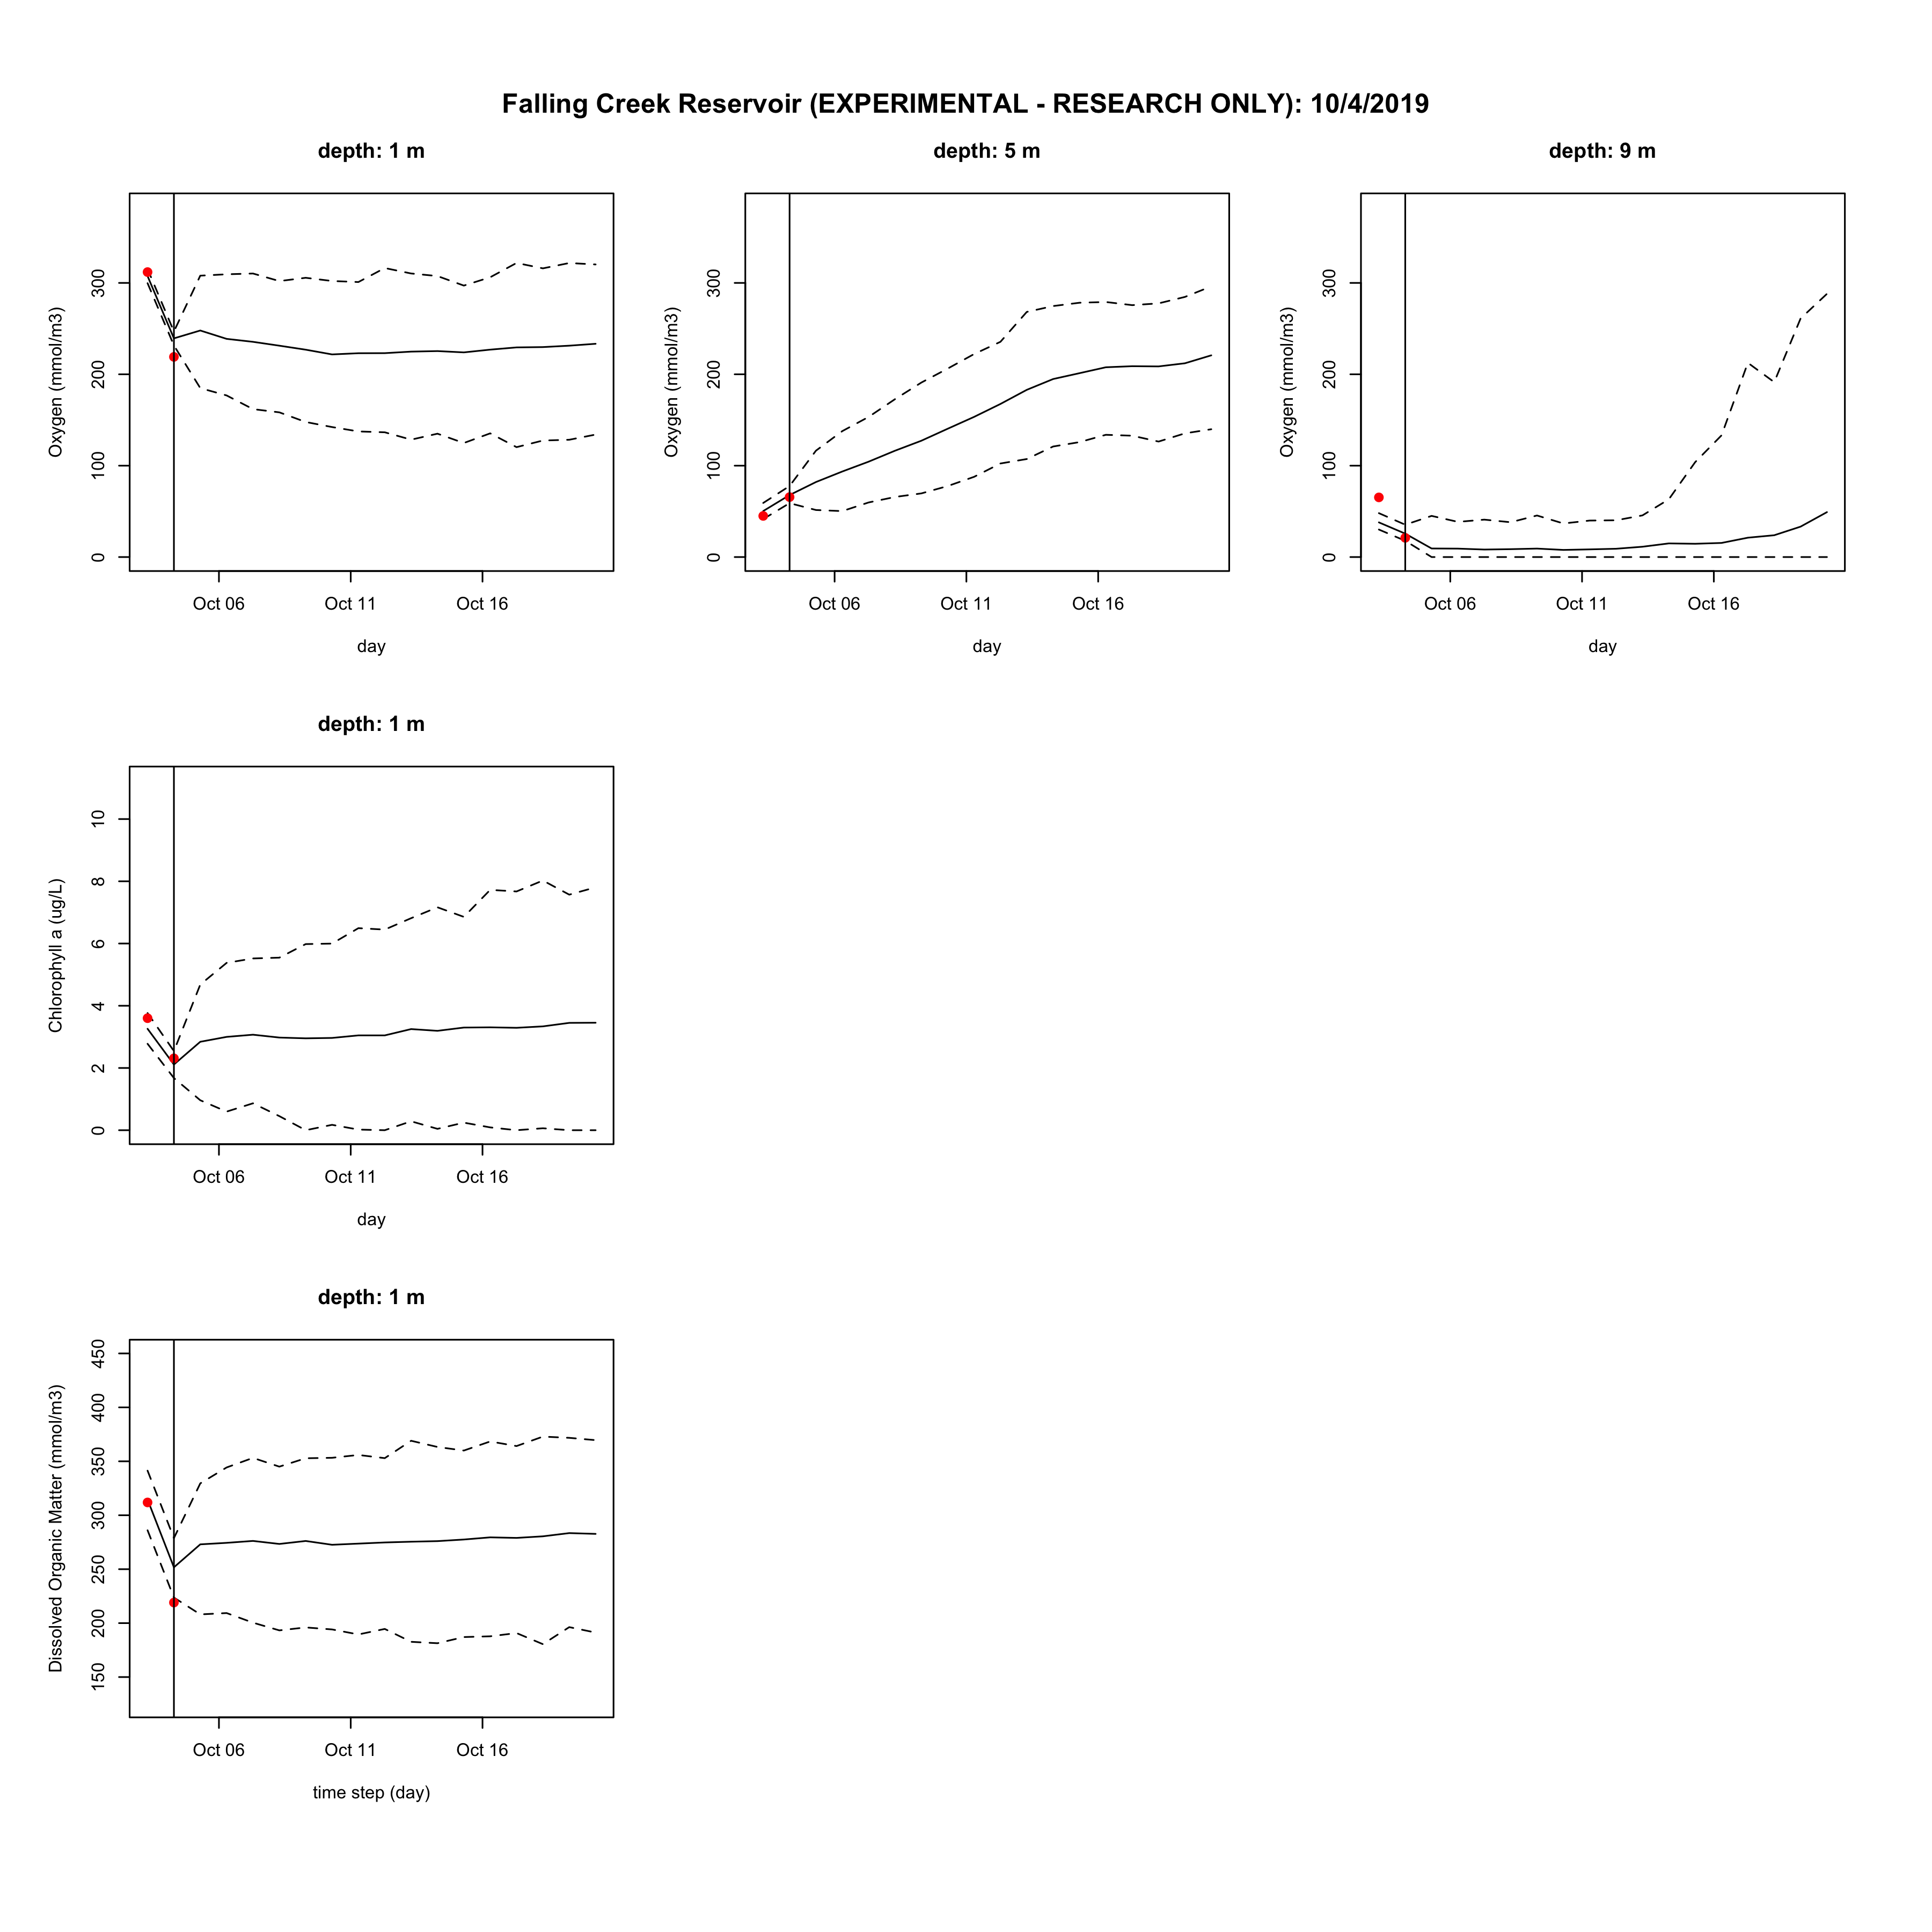 Falling Creek Reservoir (EXPERIMENTAL - RESEARCH ONLY): 10/4/2019
depth: 1 m
Oxygen (mmol/m3)
300
200
100
0
Oct 06 Oct 11 Oct 16
day
depth: 5 m
Oxygen (mmol/m3)
300
200
100
0
Oct 06 Oct 11 Oct 16
day
depth: 9 m
Oxygen (mmol/m3)
300
200
100
0
Oct 06 Oct 11 Oct 16
day
depth: 1 m
Chlorophyll a (ug/L)
10
8
6
4
2
0
Oct 06 Oct 11 Oct 16
day
depth: 1 m
Dissolved Organic Matter (mmol/m3)
450
400
350
300
250
200
150
Oct 06 Oct 11 Oct 16
time step (day)